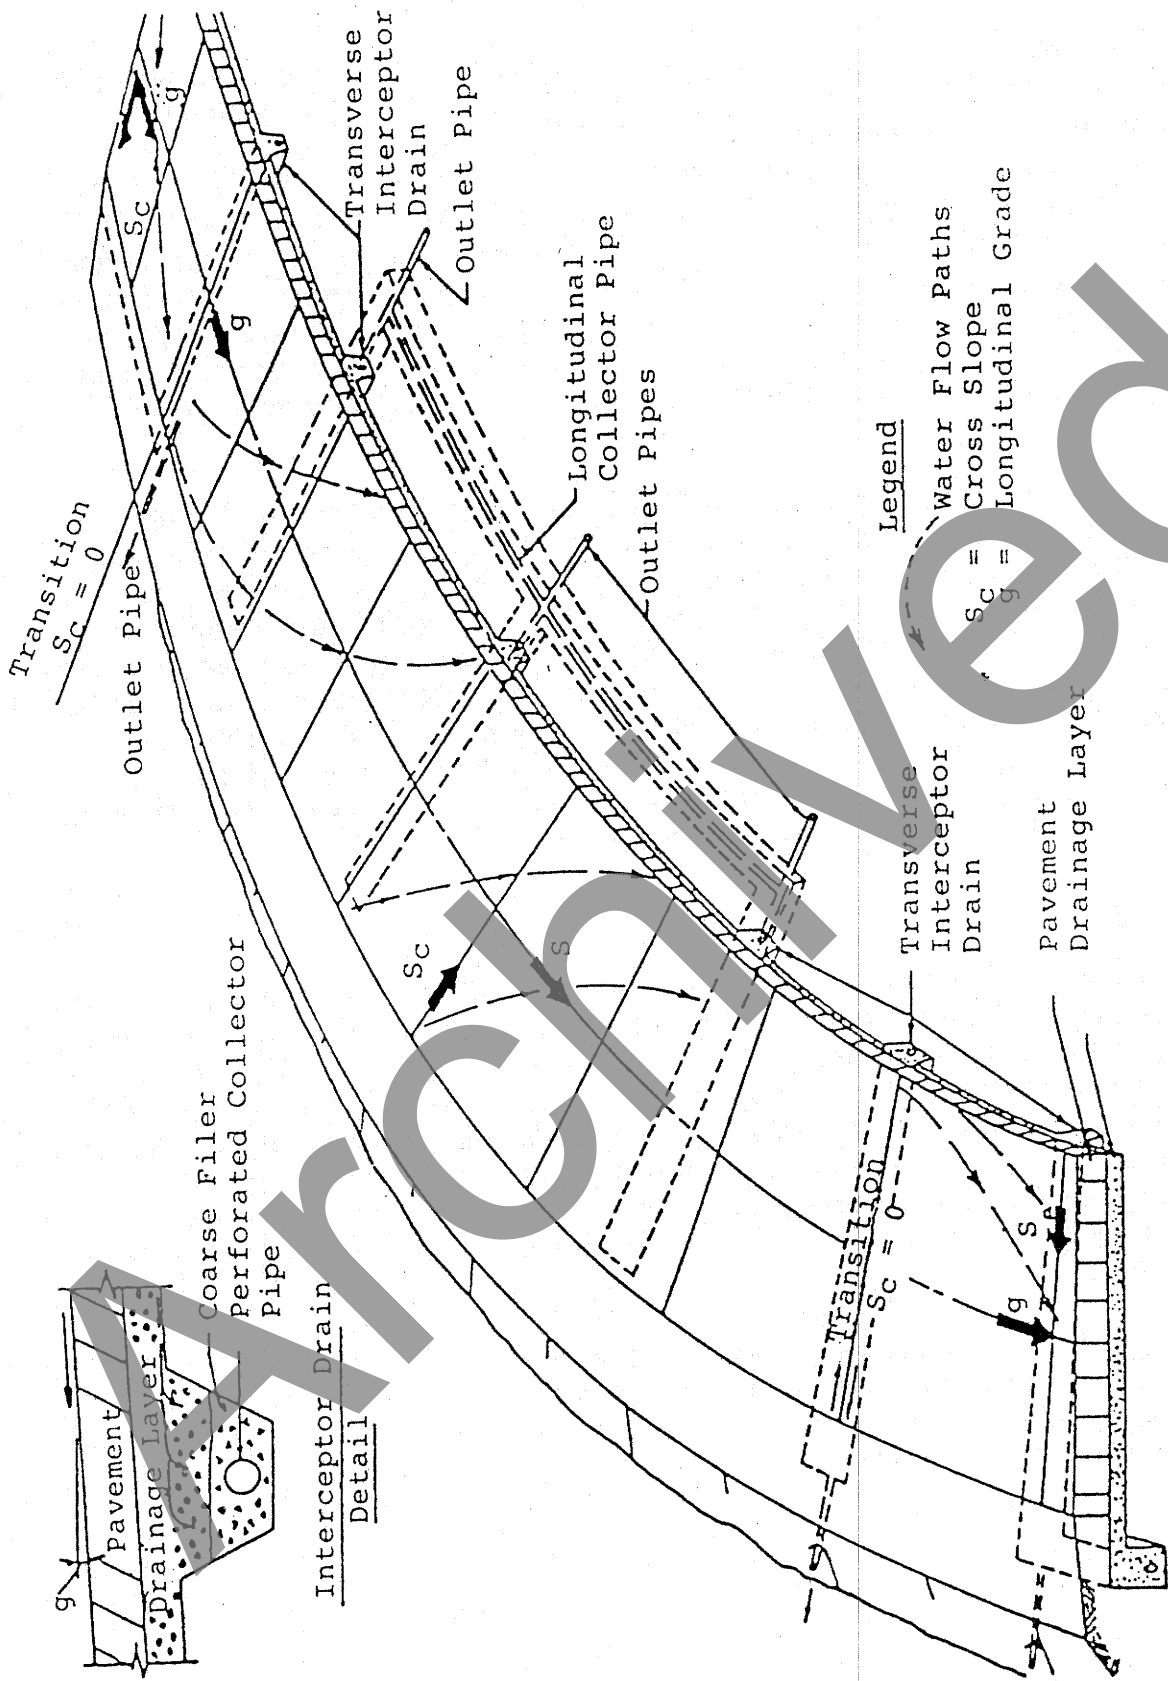 Transition
Sc = 0
Outlet Pipe
Sc
g
g
Transverse
Interceptor
Drain
Outlet Pipe
Longitudinal
Collector Pipe
Outlet Pipes
Legend
Water Flow Paths
Sc = Cross Slope
g = Longitudinal Grade
Sc
S
Transverse
Interceptor
Drain
Pavement
Drainage Layer
Transition
Sc = 0
S
g
g
Pavement
Drainage Layer
Coarse Filer
Perforated Collector
Pipe
Interceptor Drain
Detail
Archived